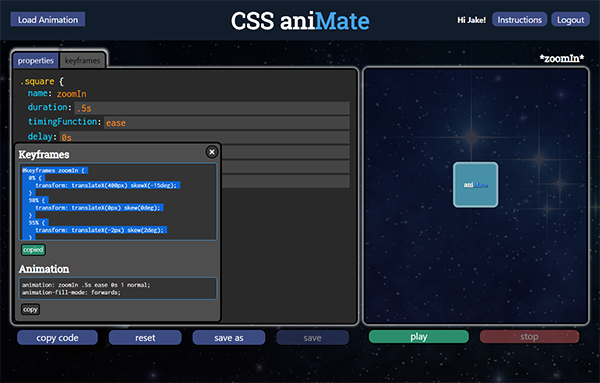 Load Animation
CSS aniMate
Hi Jake!
Instructions
Logout
properties
keyframes
*zoomIn*
.square {
name: zoomIn
duration: .5s
timingFunction: ease
delay: 0s
Keyframes
@keyframes zoomIn {
0% {
transform: translateX(400px) skewX(-15deg);
}
90% {
transform: translateX(0px) skew(0deg);
}
95% {
transform: translateX(-2px) skew(2deg);
}
copied
Animation
animation: zoomIn .5s ease 0s 1 normal;
animation-fill-mode: forwards;
copy
aniMate
copy code
reset
save as
save
play
stop